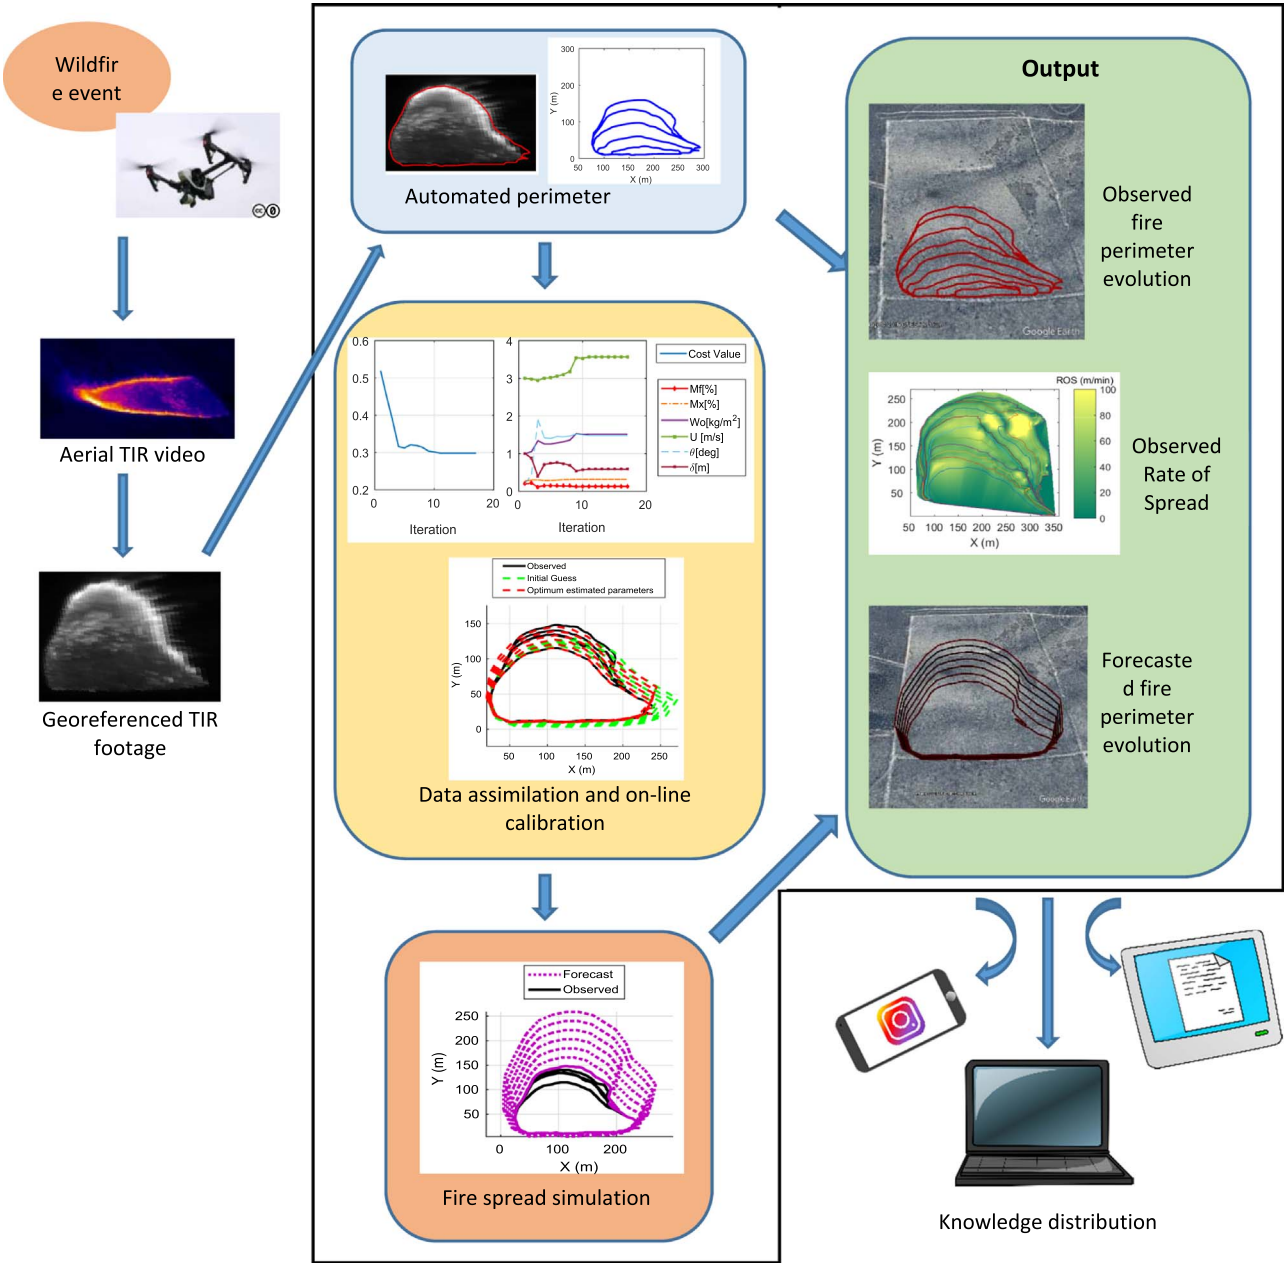 Wildfir
e event
Aerial TIR video
Georeferenced TIR
footage
300
200
100
0
Y (m)
50
100
150
200
250
300
X (m)
Automated perimeter
0.6
0.5
0.4
0.3
0.2
0
10
20
Iteration
4
3
2
1
0
0
10
20
Iteration
Cost Value
Mf[%]
Mx[%]
Wo[kg/m²]
U [m/s]
θ[deg]
δ[m]
Observed
Initial Guess
Optimum estimated parameters
150
100
50
0
Y (m)
50
100
150
200
250
X (m)
Data assimilation and on-line
calibration
Forecast
Observed
250
200
150
100
50
Y (m)
0
100
200
X (m)
Fire spread simulation
Output
Google Earth
Observed
fire
perimeter
evolution
ROS (m/min)
250
200
150
100
50
Y (m)
50
100
150
200
250
300
350
X (m)
100
80
60
40
20
0
Observed
Rate of
Spread
Google Earth
Forecaste
d fire
perimeter
evolution
Knowledge distribution